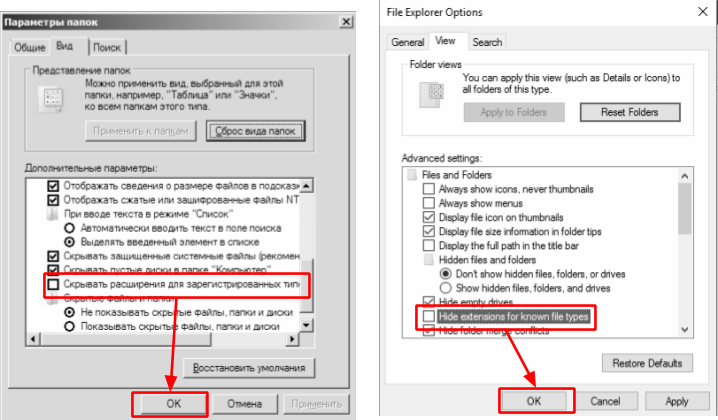 Параметры папок
Общие Вид Поиск
Представление папок
Можно применить вид, выбранный для этой
папки, например, "Таблица" или "Значки",
ко всем папкам этого типа.
Применить к папкам Сброс вида папок
Дополнительные параметры:
Отображать сведения о размере файлов в подсказк
Отображать сжатые или зашифрованные файлы NT
При вводе текста в режиме "Список"
Автоматически вводить текст в поле поиска
Выделять введенный элемент в списке
Скрывать защищенные системные файлы (рекомен
Скрывать пустые диски в папке "Компьютер"
Скрывать расширения для зарегистрированных типо
Скрытые файлы и папки
Не показывать скрытые файлы, папки и диски
Показывать скрытые файлы, папки и диски
Восстановить умолчания
OK Отмена Применить
File Explorer Options
General View Search
Folder views
You can apply this view (such as Details or Icons) to
all folders of this type.
Apply to Folders Reset Folders
Advanced settings:
Files and Folders
Always show icons, never thumbnails
Always show menus
Display file icon on thumbnails
Display file size information in folder tips
Display the full path in the title bar
Hidden files and folders
Don't show hidden files, folders, or drives
Show hidden files, folders, and drives
Hide empty drives
Hide extensions for known file types
Hide folder merge conflicts
Restore Defaults
OK Cancel Apply